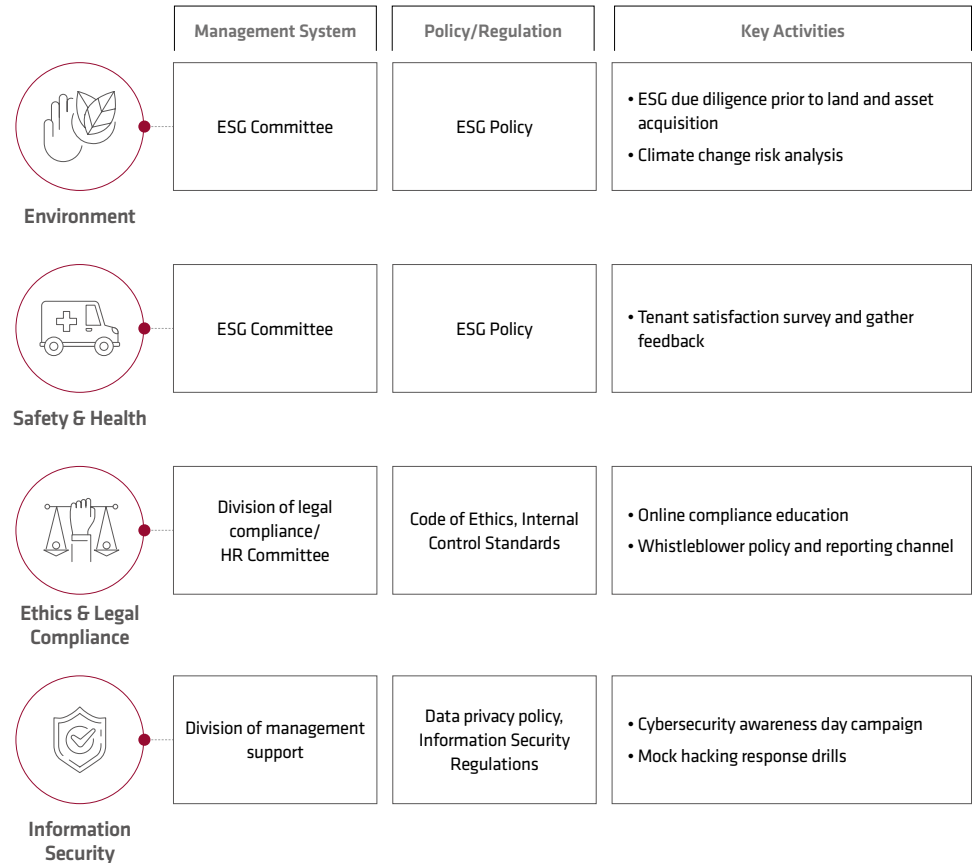 Management System
Policy/Regulation
Key Activities
Environment
ESG Committee
ESG Policy
• ESG due diligence prior to land and asset
acquisition
• Climate change risk analysis
Safety & Health
ESG Committee
ESG Policy
• Tenant satisfaction survey and gather
feedback
Ethics & Legal
Compliance
Division of legal
compliance/
HR Committee
Code of Ethics, Internal
Control Standards
• Online compliance education
• Whistleblower policy and reporting channel
Information
Security
Division of management
support
Data privacy policy,
Information Security
Regulations
• Cybersecurity awareness day campaign
• Mock hacking response drills